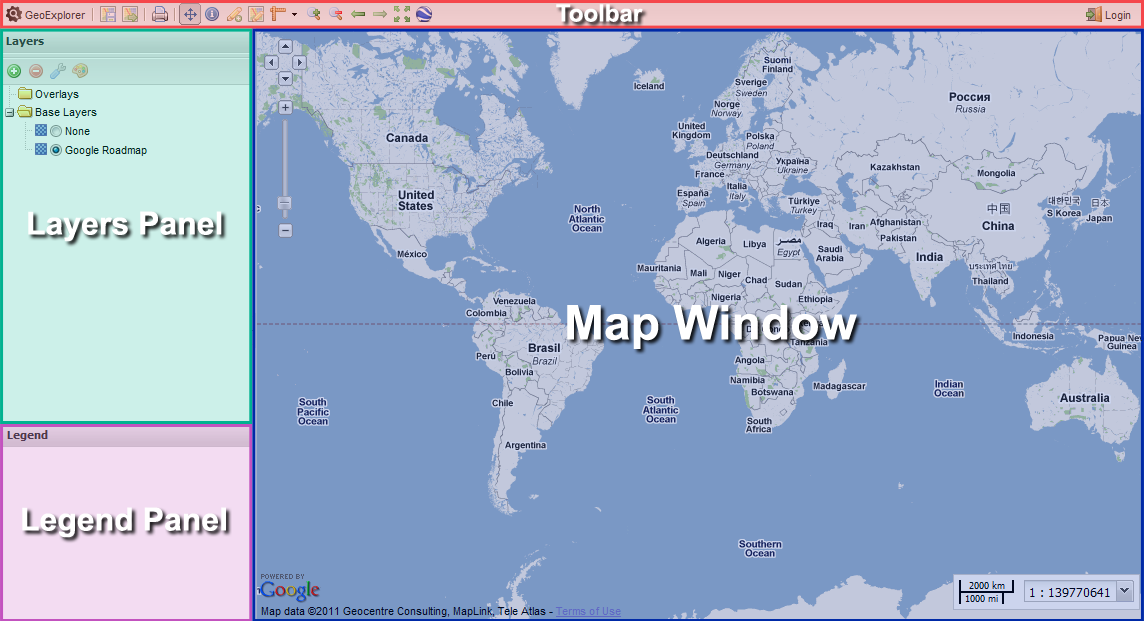 GeoExplorer
Toolbar
Login
Layers
Overlays
Base Layers
None
Google Roadmap
Layers Panel
Legend
Legend Panel
Map Window
Iceland
Suomi
Finland
Sverige
Sweden
Norge
Norway
Россия
Russia
Canada
United
Kingdom
Polska
Poland
Deutschland
Germany
Україна
Ukraine
France
Kazakhstan
Mongolia
United
States
España
Spain
Italia
Italy
Türkiye
Turkey
대한민국
S Korea
日本
Japan
中国
China
North
Atlantic
Ocean
Iraq
Iran
Afghanistan
Pakistan
Algeria
Libya
مصر
Egypt
Saudi
Arabia
India
México
Mauritania
Mali
Niger
Chad
Sudan
ประเทศไทย
Thailand
Venezuela
Colombia
Nigeria
Ethiopia
Tanzania
Indonesia
Papua New
Guinea
Perú
Brasil
Brazil
Bolivia
Angola
Namibia
Botswana
Madagascar
Chile
South
Pacific
Ocean
South
Atlantic
Ocean
Indian
Ocean
Australia
South
Africa
Argentina
Southern
Ocean
POWERED BY
Google
Map data ©2011 Geocentre Consulting, MapLink, Tele Atlas - Terms of Use
2000 km
1000 mi
1 : 139770641